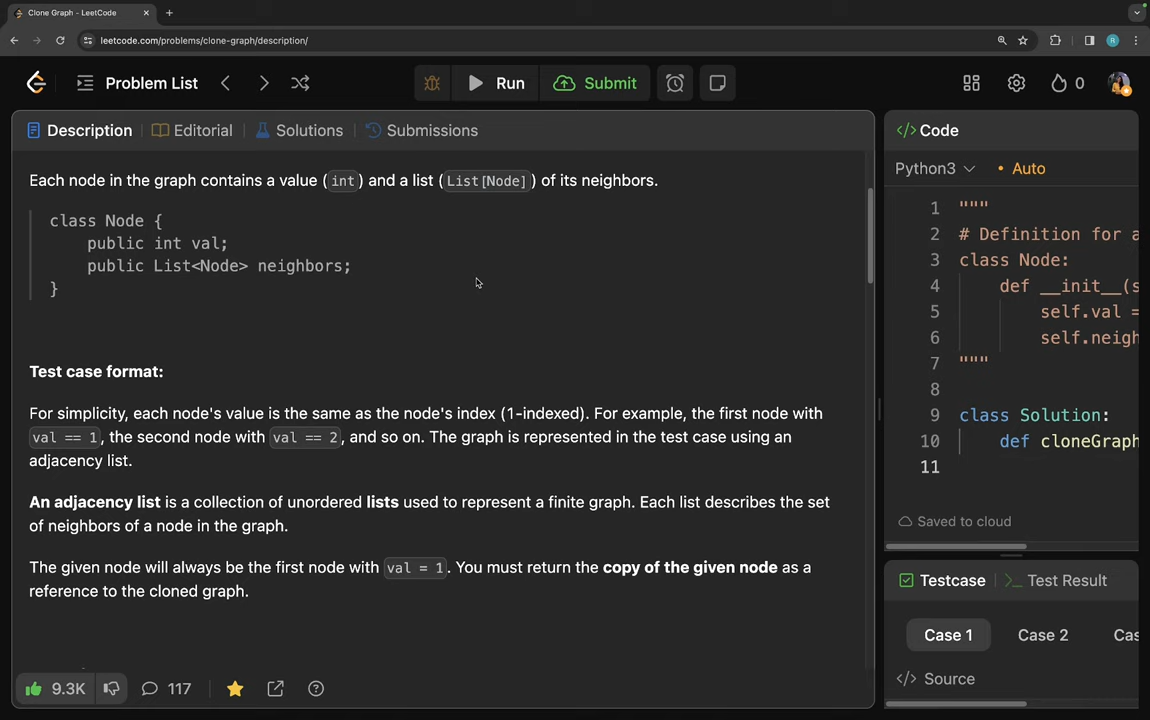 Clone Graph - LeetCode
leetcode.com/problems/clone-graph/description/
R
Problem List
Run
Submit
0
Description
Editorial
Solutions
Submissions
Each node in the graph contains a value (int) and a list (List[Node]) of its neighbors.
class Node {
public int val;
public List<Node> neighbors;
}
Test case format:
For simplicity, each node's value is the same as the node's index (1-indexed). For example, the first node with
val == 1, the second node with val == 2, and so on. The graph is represented in the test case using an
adjacency list.
An adjacency list is a collection of unordered lists used to represent a finite graph. Each list describes the set
of neighbors of a node in the graph.
The given node will always be the first node with val = 1. You must return the copy of the given node as a
reference to the cloned graph.
9.3K
117
</> Code
Python3
• Auto
1 """
2 # Definition for a
3 class Node:
4 def __init__(s
5 self.val =
6 self.neigh
7 """
8
9 class Solution:
10 def cloneGraph
11
Saved to cloud
Testcase
>_ Test Result
Case 1
Case 2
Cas
</> Source